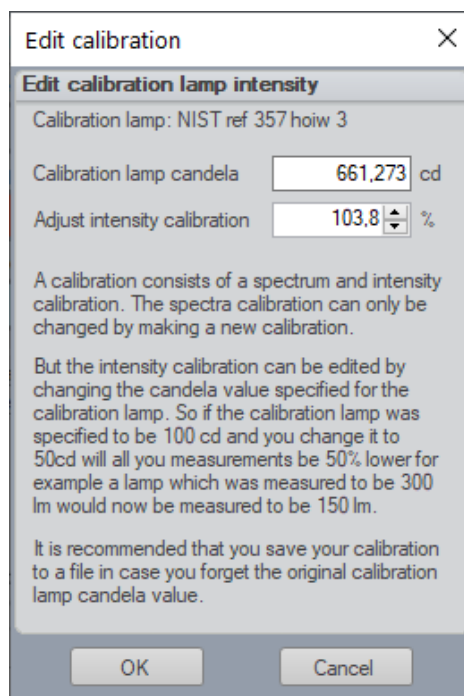 Edit calibration
Edit calibration lamp intensity
Calibration lamp: NIST ref 357 hoiw 3
Calibration lamp candela 661,273 cd
Adjust intensity calibration 103,8 %
A calibration consists of a spectrum and intensity
calibration. The spectra calibration can only be
changed by making a new calibration.
But the intensity calibration can be edited by
changing the candela value specified for the
calibration lamp. So if the calibration lamp was
specified to be 100 cd and you change it to
50cd will all you measurements be 50% lower for
example a lamp which was measured to be 300
lm would now be measured to be 150 lm.
It is recommended that you save your calibration
to a file in case you forget the original calibration
lamp candela value.
OK Cancel